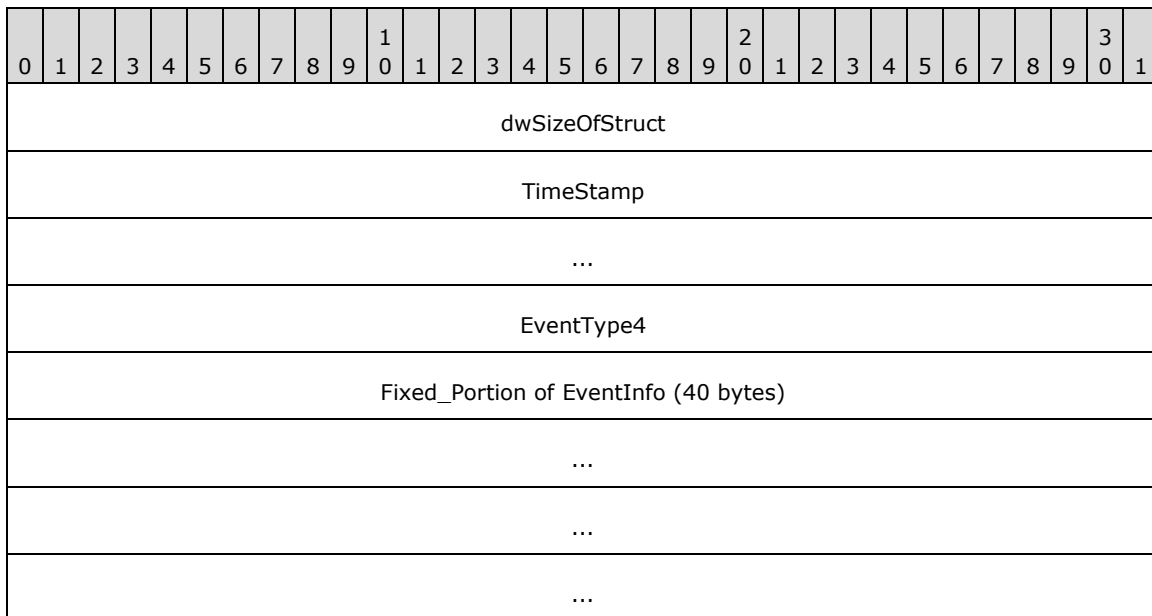 1 2 3
0 1 2 3 4 5 6 7 8 9 0 1 2 3 4 5 6 7 8 9 0 1 2 3 4 5 6 7 8 9 0 1
dwSizeOfStruct
TimeStamp
...
EventType4
Fixed_Portion of EventInfo (40 bytes)
...
...
...